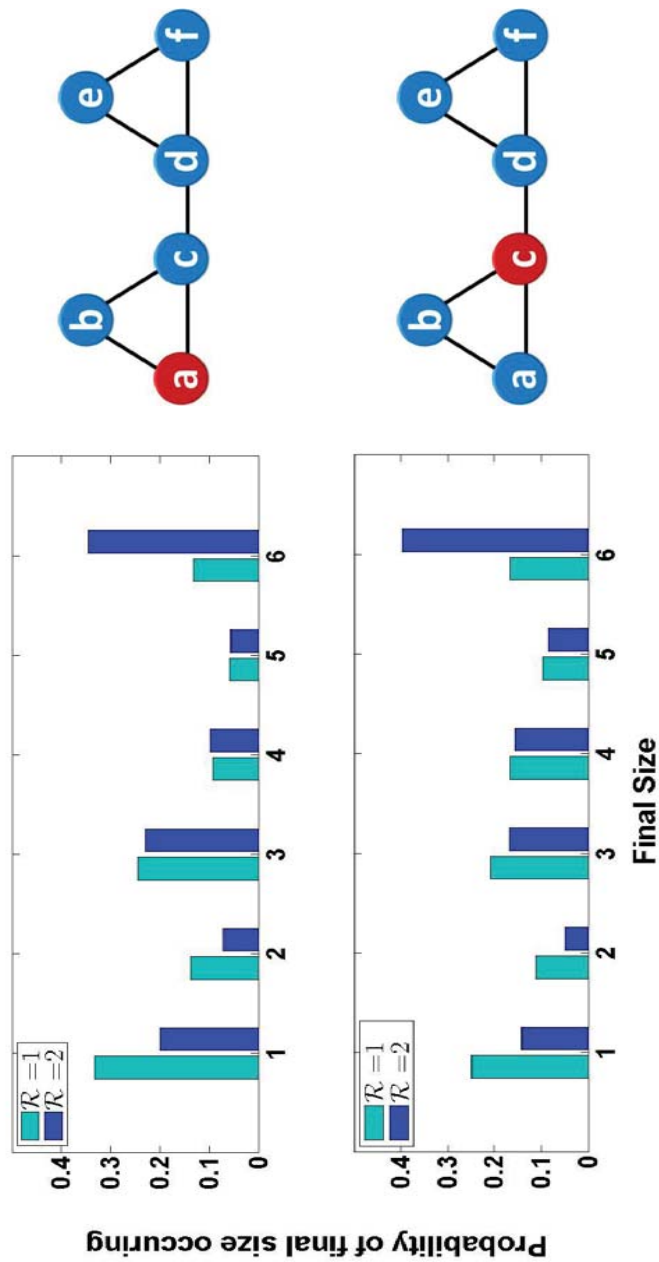 b
a
c
d
e
f
b
a
c
d
e
f
ℛ =1
ℛ =2
0.4
0.3
0.2
0.1
0
1
2
3
4
5
6
ℛ =1
ℛ =2
0.4
0.3
0.2
0.1
0
1
2
3
4
5
6
Final Size
Probability of final size occuring